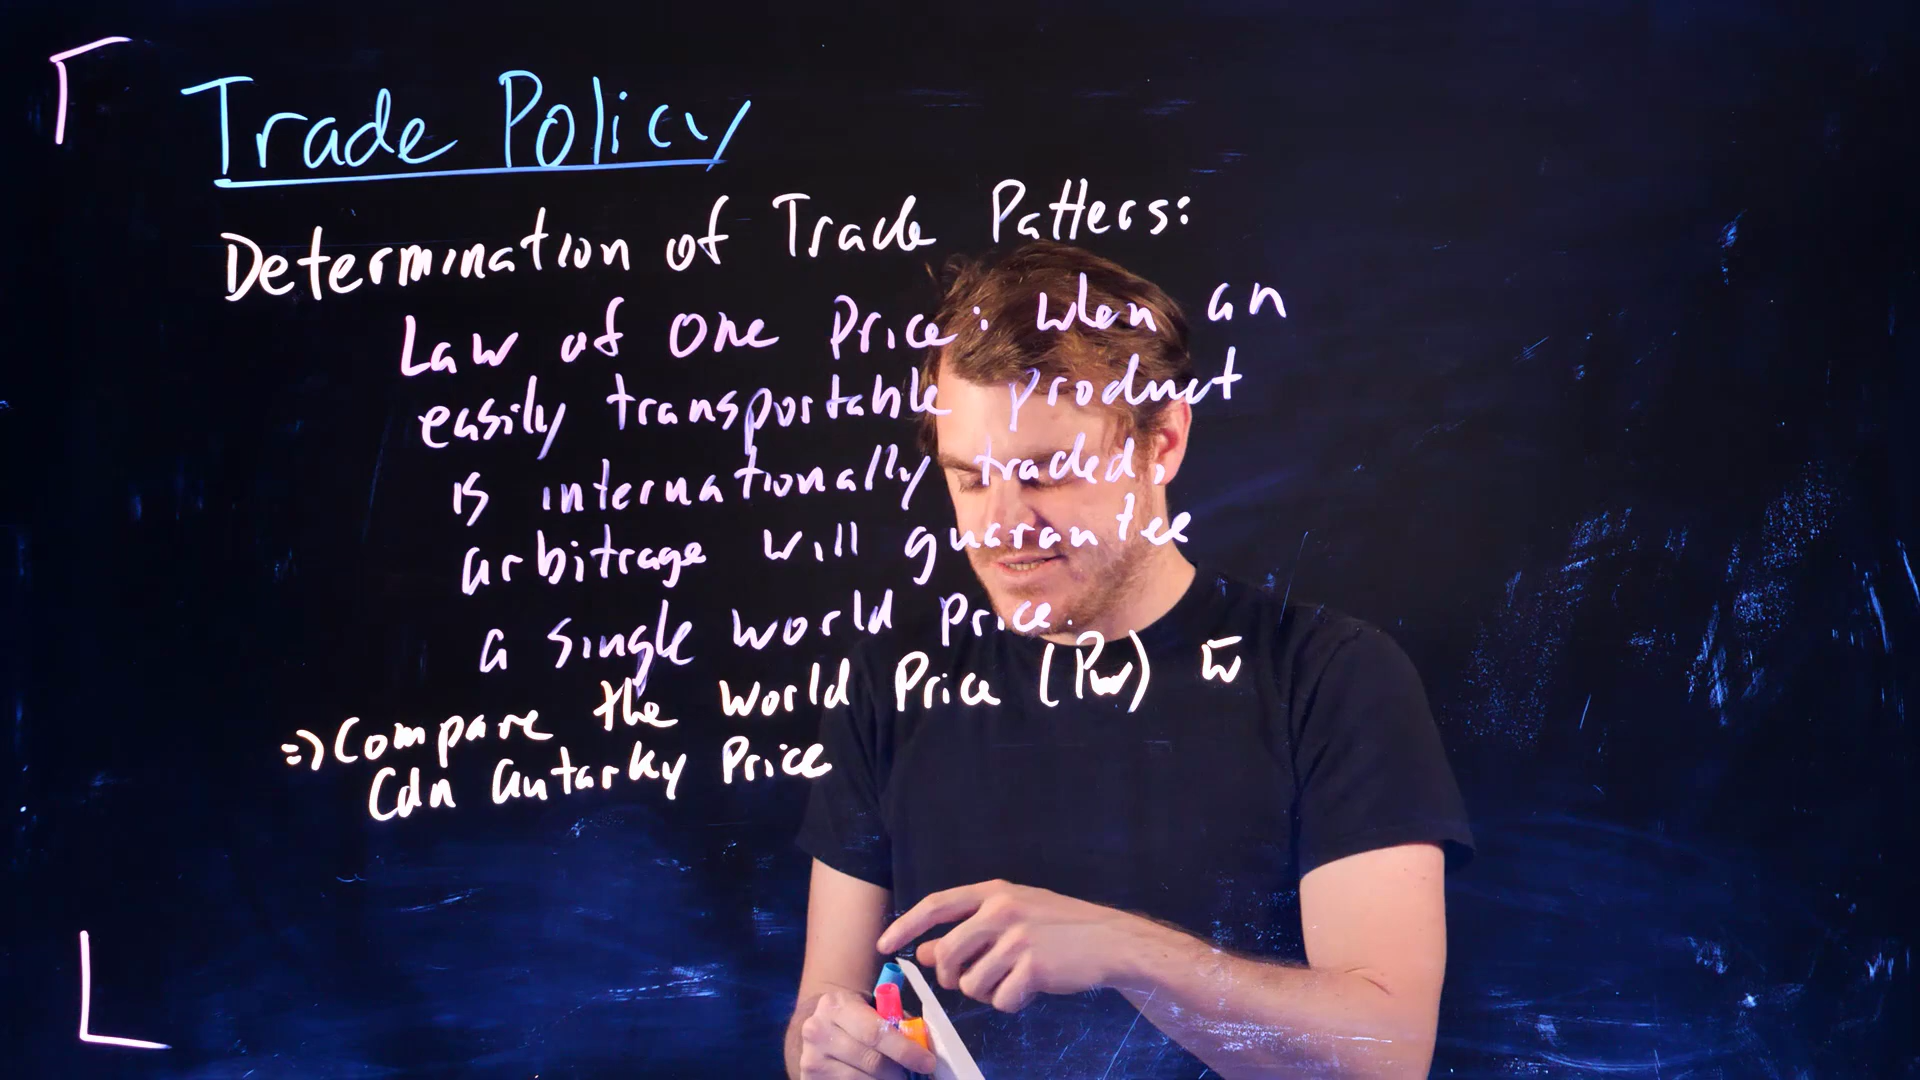 Trade Policy
Determination of Trade Patters:
Law of One Price: When an
easily transportable product
is internationally traded,
arbitrage will guarantee
a single world price.
=> Compare the World Price (Pw) w̄
Cdn Autarky Price